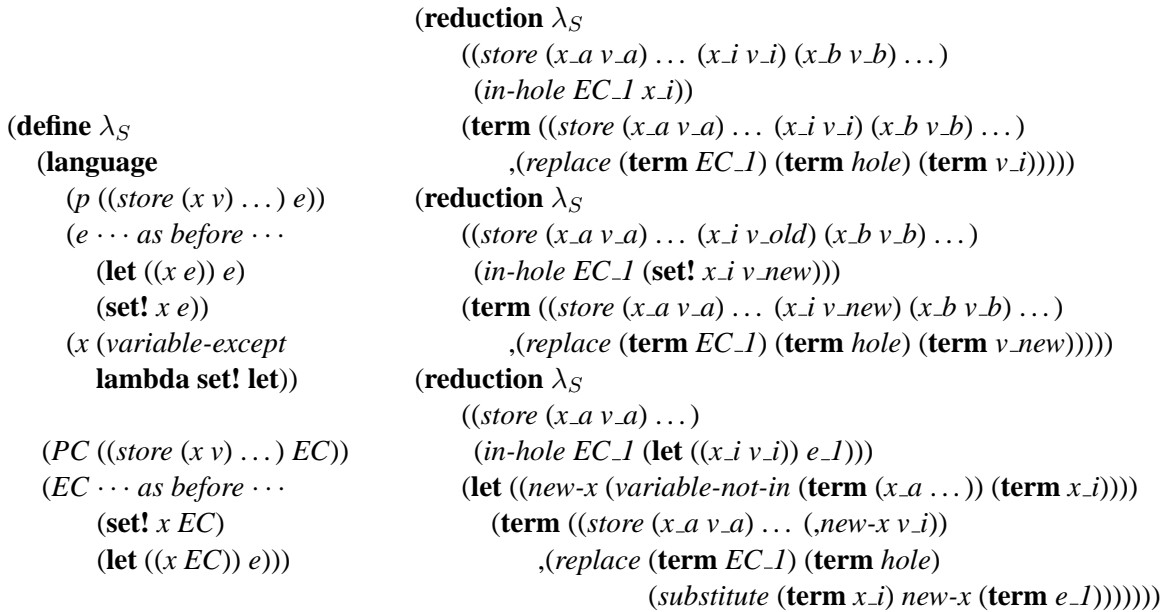 (define λ_S
(language
(p ((store (x v) ...) e))
(e ··· as before ···
(let ((x e)) e)
(set! x e))
(x (variable-except
lambda set! let))
(PC ((store (x v) ...) EC))
(EC ··· as before ···
(set! x EC)
(let ((x EC)) e)))
(reduction λ_S
((store (x_a v_a) ... (x_i v_i) (x_b v_b) ...)
(in-hole EC_1 x_i))
(term ((store (x_a v_a) ... (x_i v_i) (x_b v_b) ...)
,(replace (term EC_1) (term hole) (term v_i)))))
(reduction λ_S
((store (x_a v_a) ... (x_i v_old) (x_b v_b) ...)
(in-hole EC_1 (set! x_i v_new)))
(term ((store (x_a v_a) ... (x_i v_new) (x_b v_b) ...)
,(replace (term EC_1) (term hole) (term v_new)))))
(reduction λ_S
((store (x_a v_a) ...)
(in-hole EC_1 (let ((x_i v_i)) e_1)))
(let ((new-x (variable-not-in (term (x_a ...)) (term x_i))))
(term ((store (x_a v_a) ... (,new-x v_i))
,(replace (term EC_1) (term hole)
(substitute (term x_i) new-x (term e_1)))))))